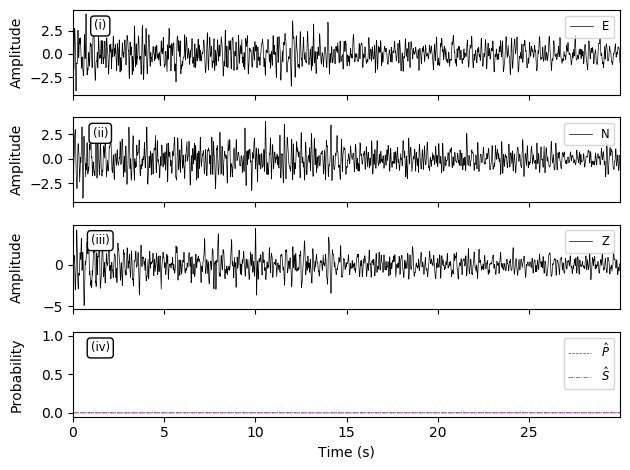 (i)
E
Amplitude
2.5
0.0
−2.5
(ii)
N
Amplitude
2.5
0.0
−2.5
(iii)
Z
Amplitude
0
−5
(iv)
P̂
Ŝ
Probability
1.0
0.5
0.0
0 5 10 15 20 25
Time (s)